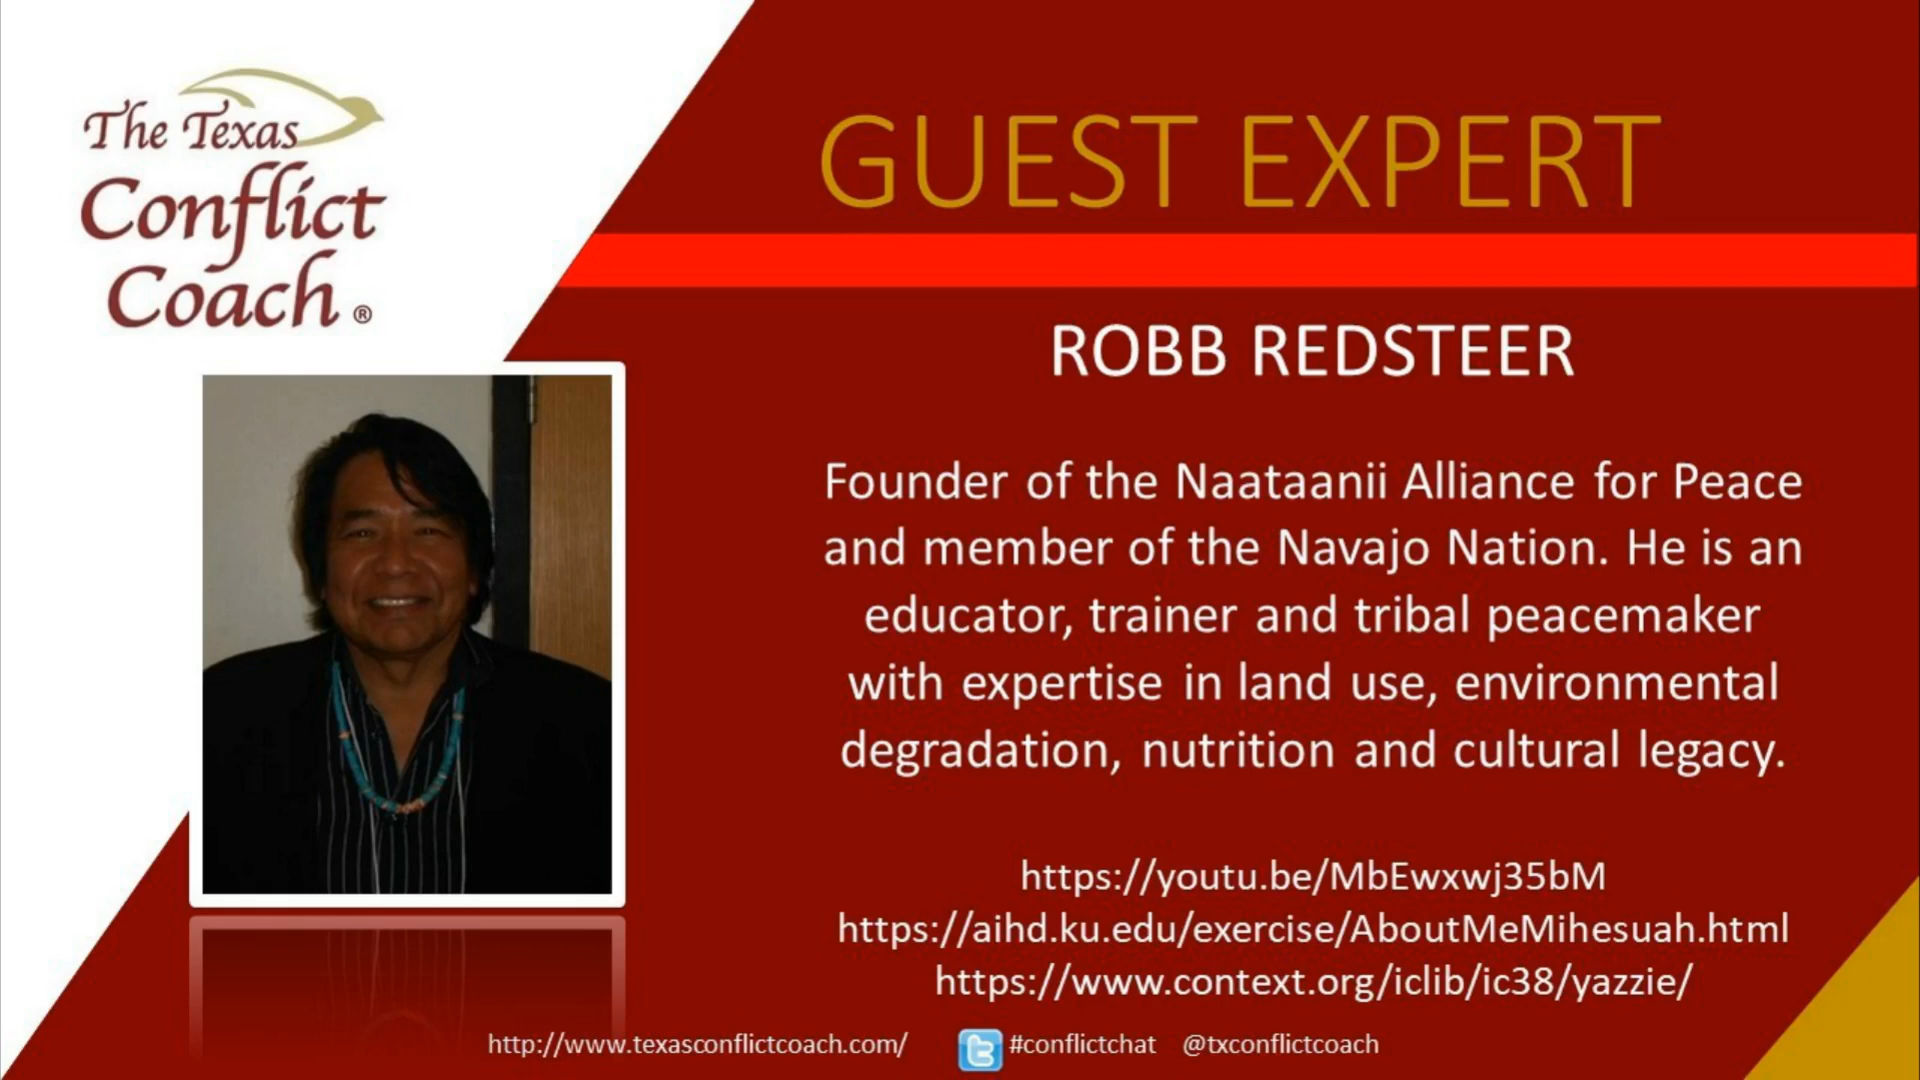 The Texas
Conflict
Coach ®
GUEST EXPERT
ROBB REDSTEER
Founder of the Naataanii Alliance for Peace
and member of the Navajo Nation. He is an
educator, trainer and tribal peacemaker
with expertise in land use, environmental
degradation, nutrition and cultural legacy.
https://youtu.be/MbEwxwj35bM
https://aihd.ku.edu/exercise/AboutMeMihesuah.html
https://www.context.org/iclib/ic38/yazzie/
http://www.texasconflictcoach.com/ #conflictchat @txconflictcoach